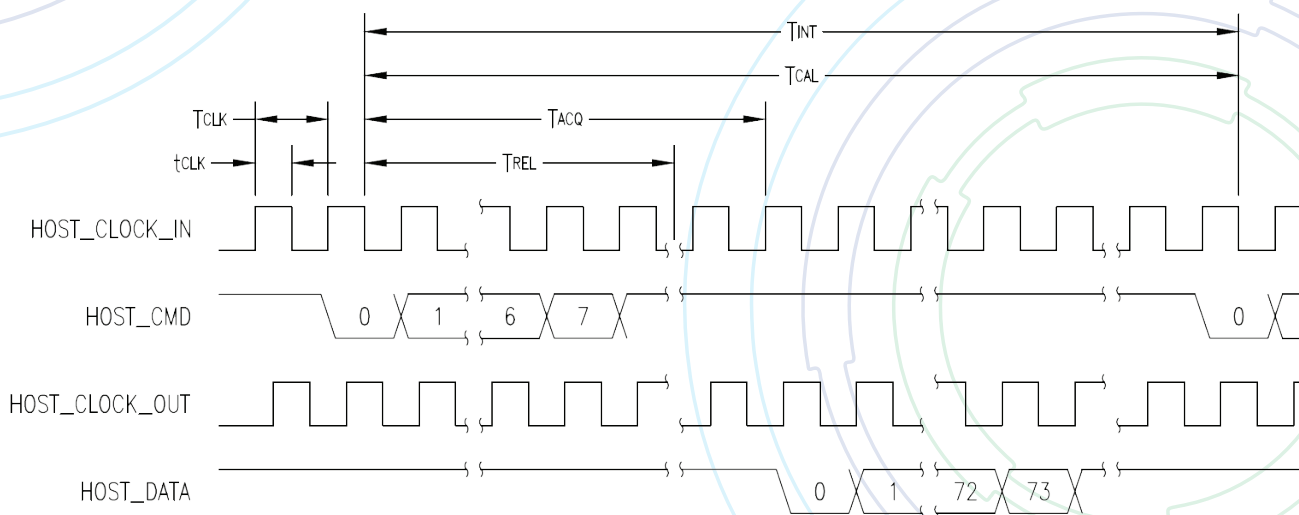 TINT
TCAL
TCLK
TACQ
tCLK
TREL
HOST_CLOCK_IN
HOST_CMD 0 1 6 7 0
HOST_CLOCK_OUT
HOST_DATA 0 1 72 73